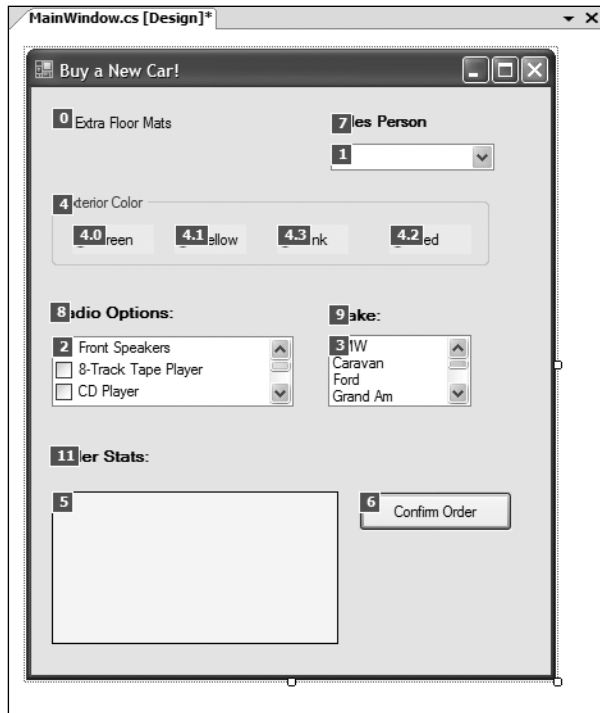 MainWindow.cs [Design]*
Buy a New Car!
0 Extra Floor Mats
7 les Person
1
4 xterior Color
4.0 reen 4.1 ellow 4.3 nk 4.2 ed
8 adio Options:
9 ake:
2 Front Speakers
8-Track Tape Player
CD Player
3 MW
Caravan
Ford
Grand Am
11 er Stats:
5
6 Confirm Order